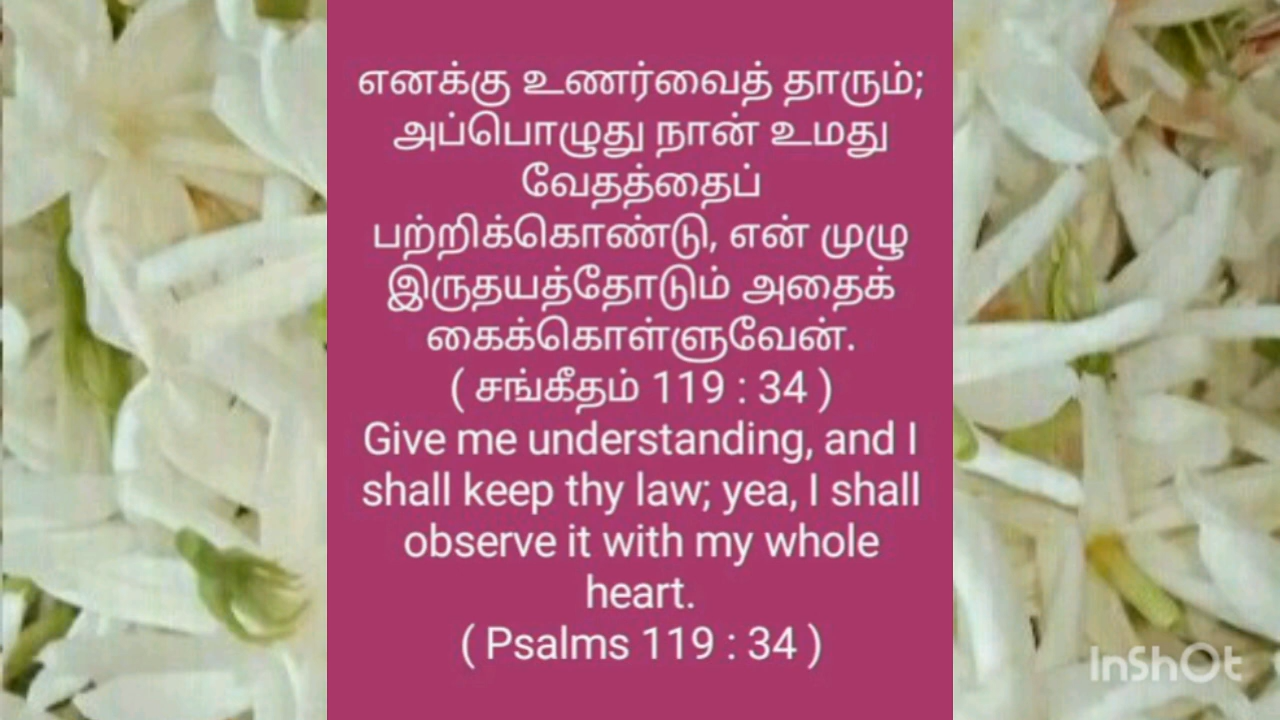 எனக்கு உணர்வைத் தாரும்;
அப்பொழுது நான் உமது
வேதத்தைப்
பற்றிக்கொண்டு, என் முழு
இருதயத்தோடும் அதைக்
கைக்கொள்ளுவேன்.
( சங்கீதம் 119 : 34 )
Give me understanding, and I
shall keep thy law; yea, I shall
observe it with my whole
heart.
( Psalms 119 : 34 )
InShOt